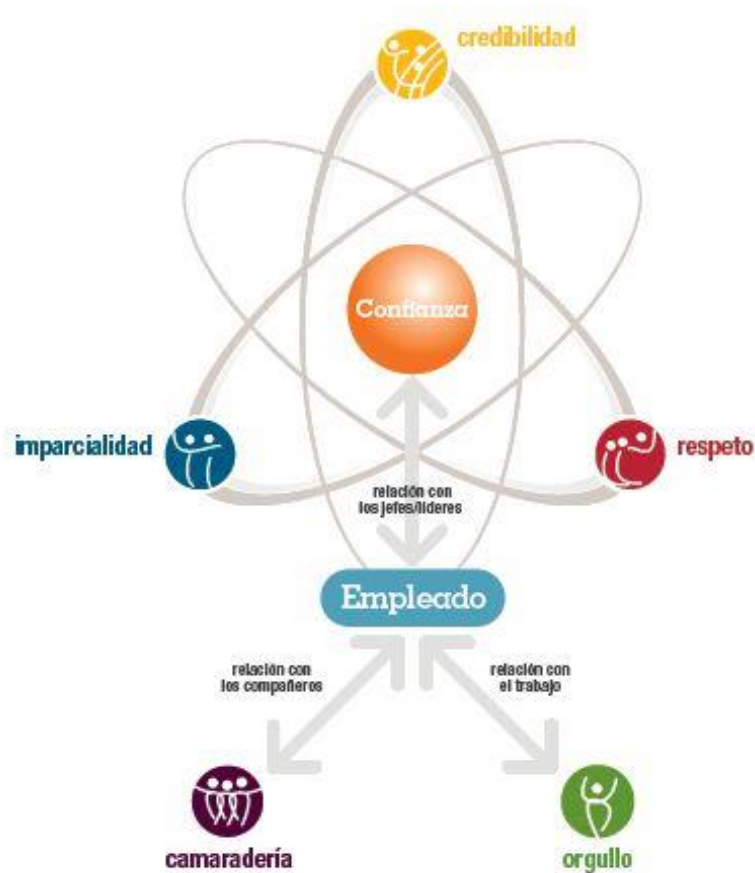 credibilidad
Confianza
imparcialidad
respeto
relación con
los jefes/líderes
Empleado
relación con
los compañeros
relación con
el trabajo
camaradería
orgullo